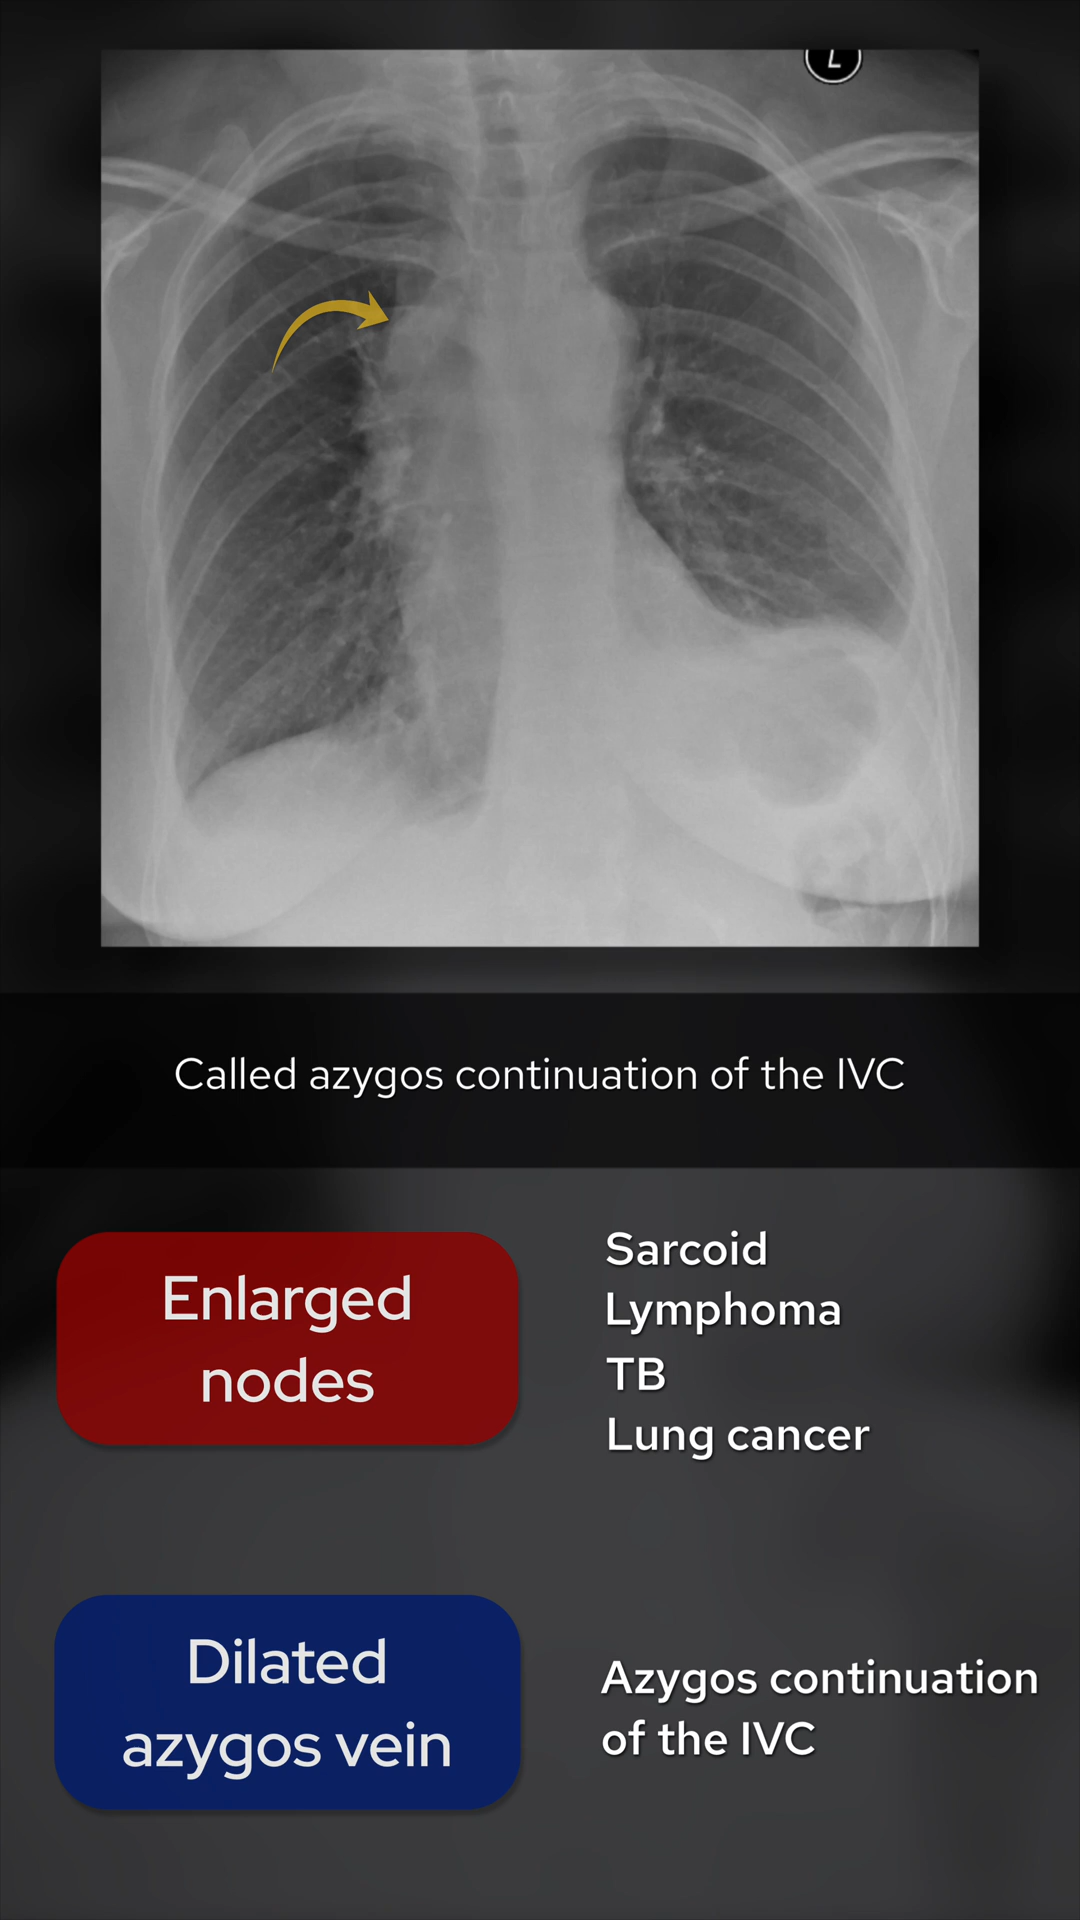 L
Called azygos continuation of the IVC
Enlarged
nodes
Sarcoid
Lymphoma
TB
Lung cancer
Dilated
azygos vein
Azygos continuation
of the IVC